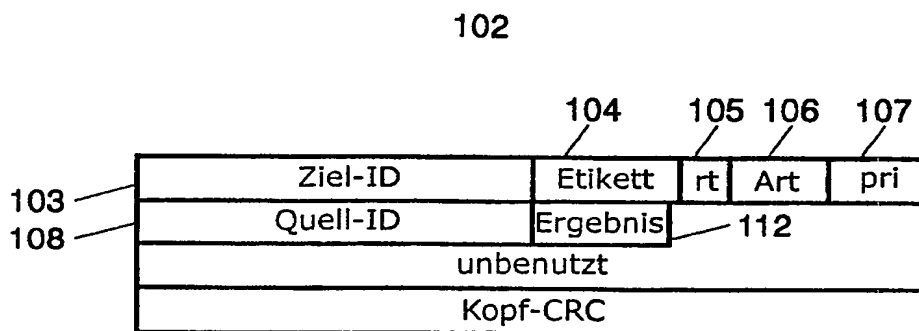 102
104 105 106 107
103 Ziel-ID Etikett rt Art pri
108 Quell-ID Ergebnis 112
unbenutzt
Kopf-CRC